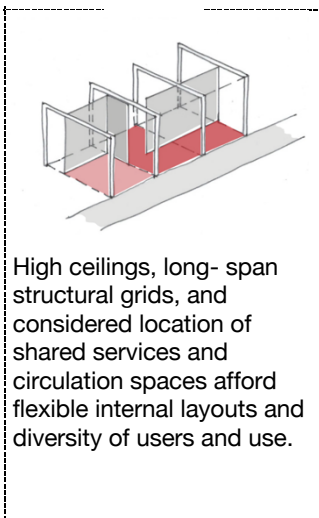 High ceilings, long- span
structural grids, and
considered location of
shared services and
circulation spaces afford
flexible internal layouts and
diversity of users and use.